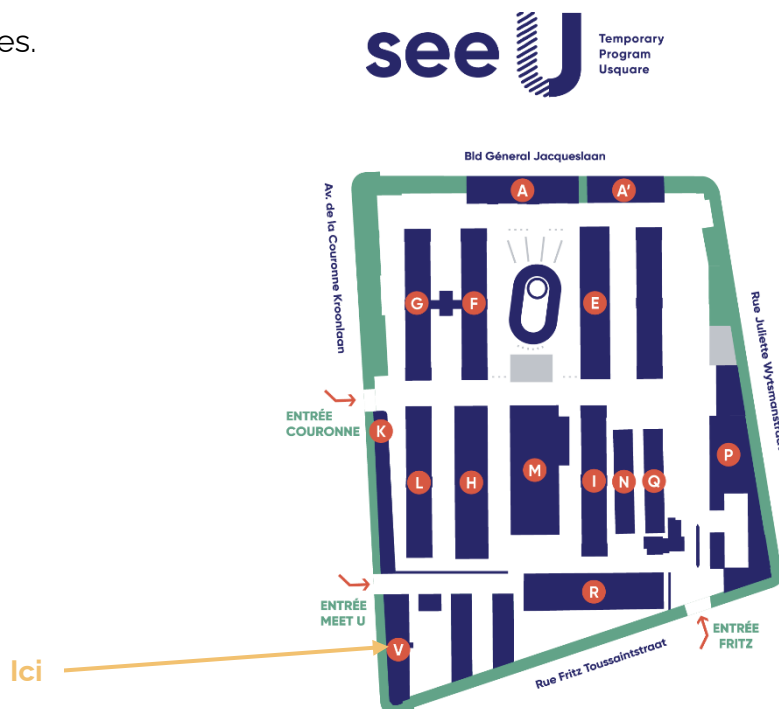 es.
see U
Temporary
Program
Usquare
Bld Général Jacqueslaan
Av. de la Couronne Kroonlaan
Rue Juliette Wytsmanstraat
A
A'
G
F
E
ENTRÉE
COURONNE
K
L
H
M
I
N
Q
P
ENTRÉE
MEET U
R
ENTRÉE
FRITZ
V
Rue Fritz Toussaintstraat
Ici